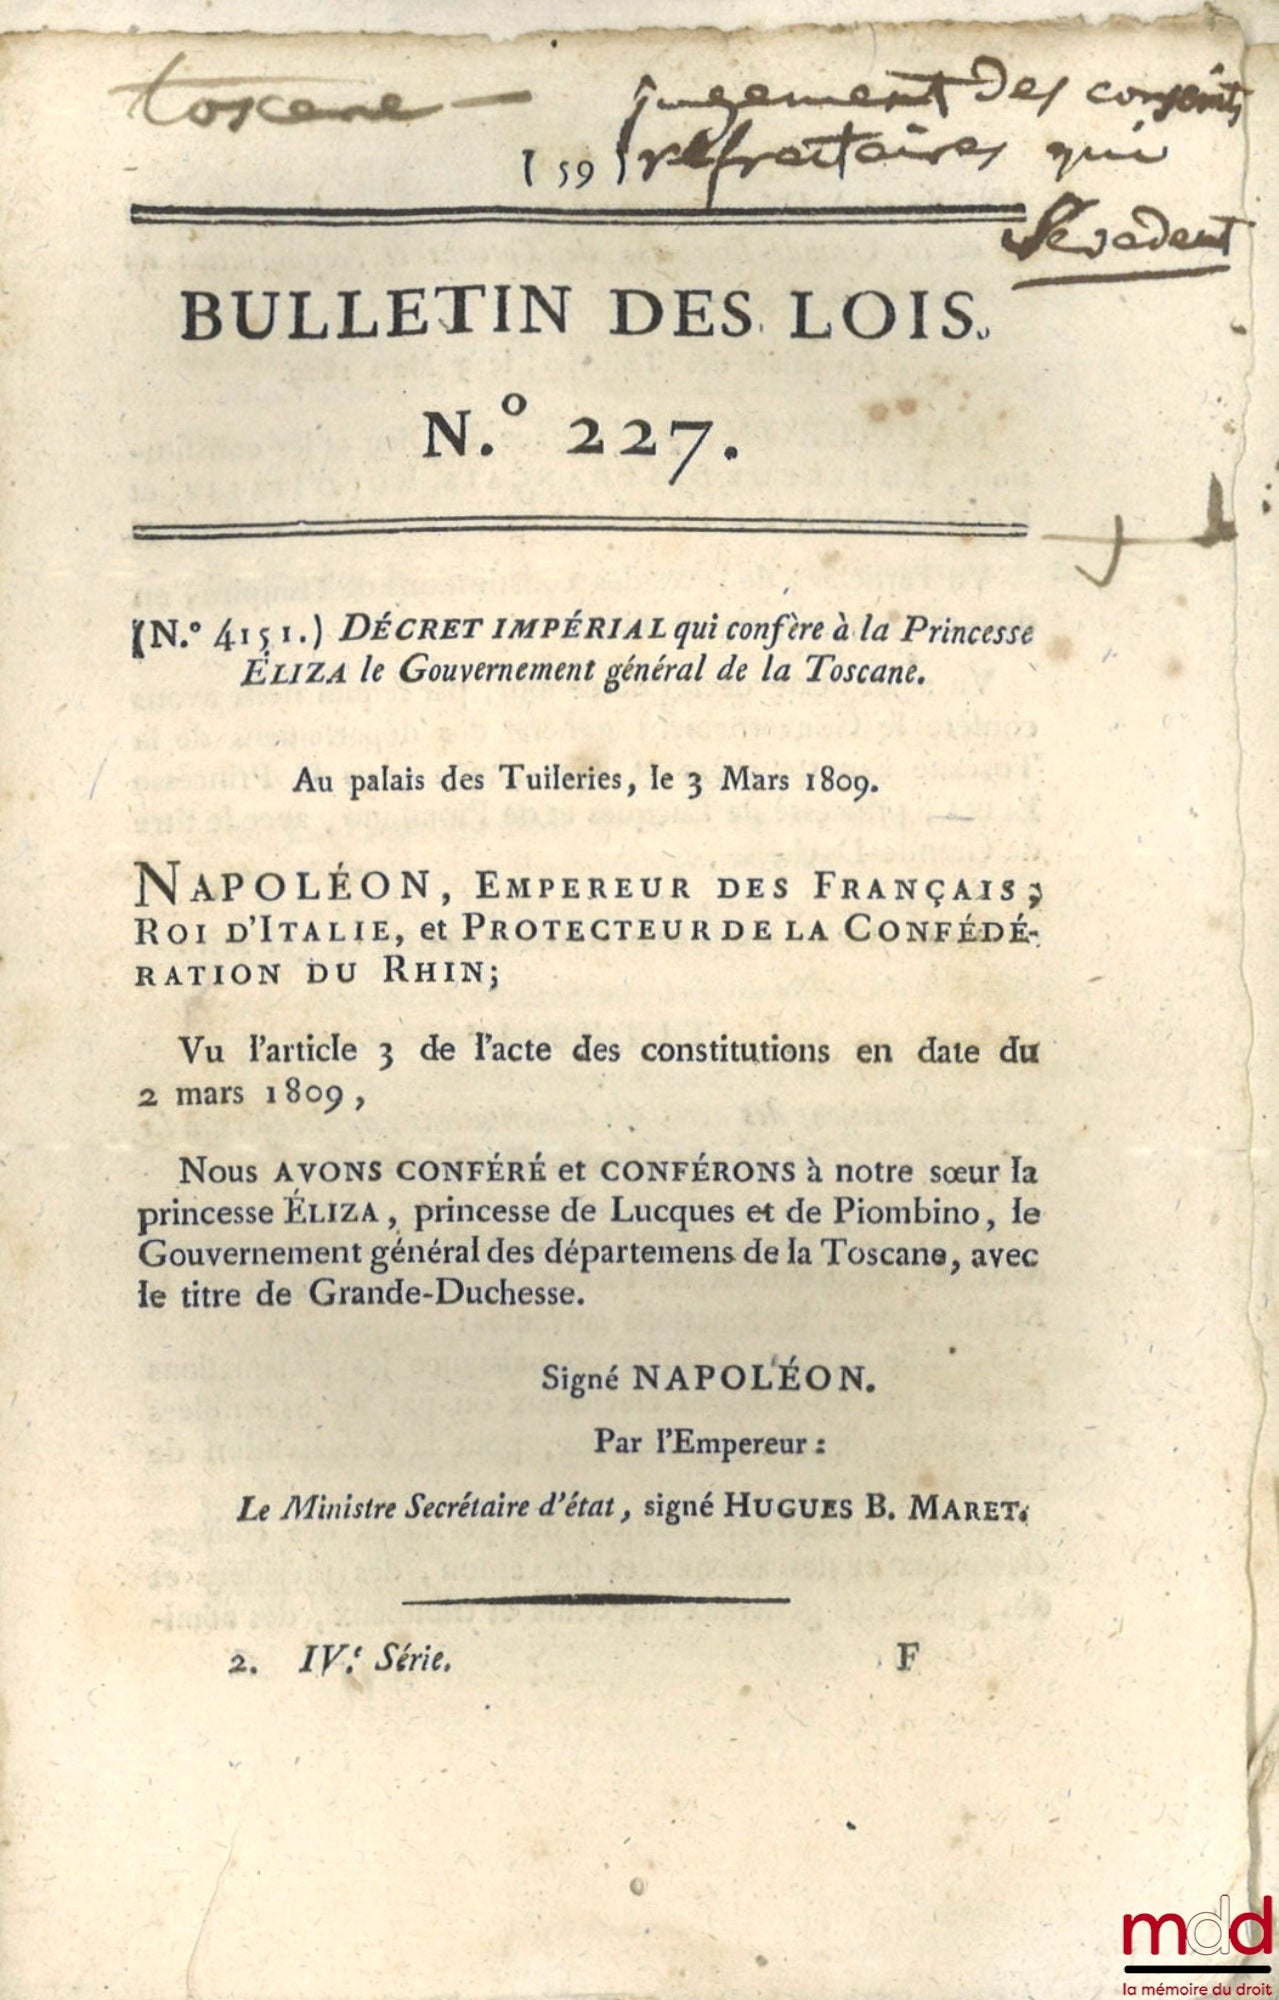 toscane — jugement des conscrits
( 59 ) réfractaires qui
s'evadent
BULLETIN DES LOIS.
N.º 227.
(N.º 4151.) DÉCRET IMPÉRIAL qui confère à la Princesse
ÉLIZA le Gouvernement général de la Toscane.
Au palais des Tuileries, le 3 Mars 1809.
NAPOLÉON, EMPEREUR DES FRANÇAIS,
ROI D'ITALIE, et PROTECTEUR DE LA CONFÉDÉ-
RATION DU RHIN;
Vu l'article 3 de l'acte des constitutions en date du
2 mars 1809,
Nous AVONS CONFÉRÉ et CONFÉRONS à notre sœur la
princesse ÉLIZA, princesse de Lucques et de Piombino, le
Gouvernement général des départemens de la Toscane, avec
le titre de Grande-Duchesse.
Signé NAPOLÉON.
Par l'Empereur :
Le Ministre Secrétaire d'état, signé HUGUES B. MARET.
2. IV.e Série. F
mdd
la mémoire du droit